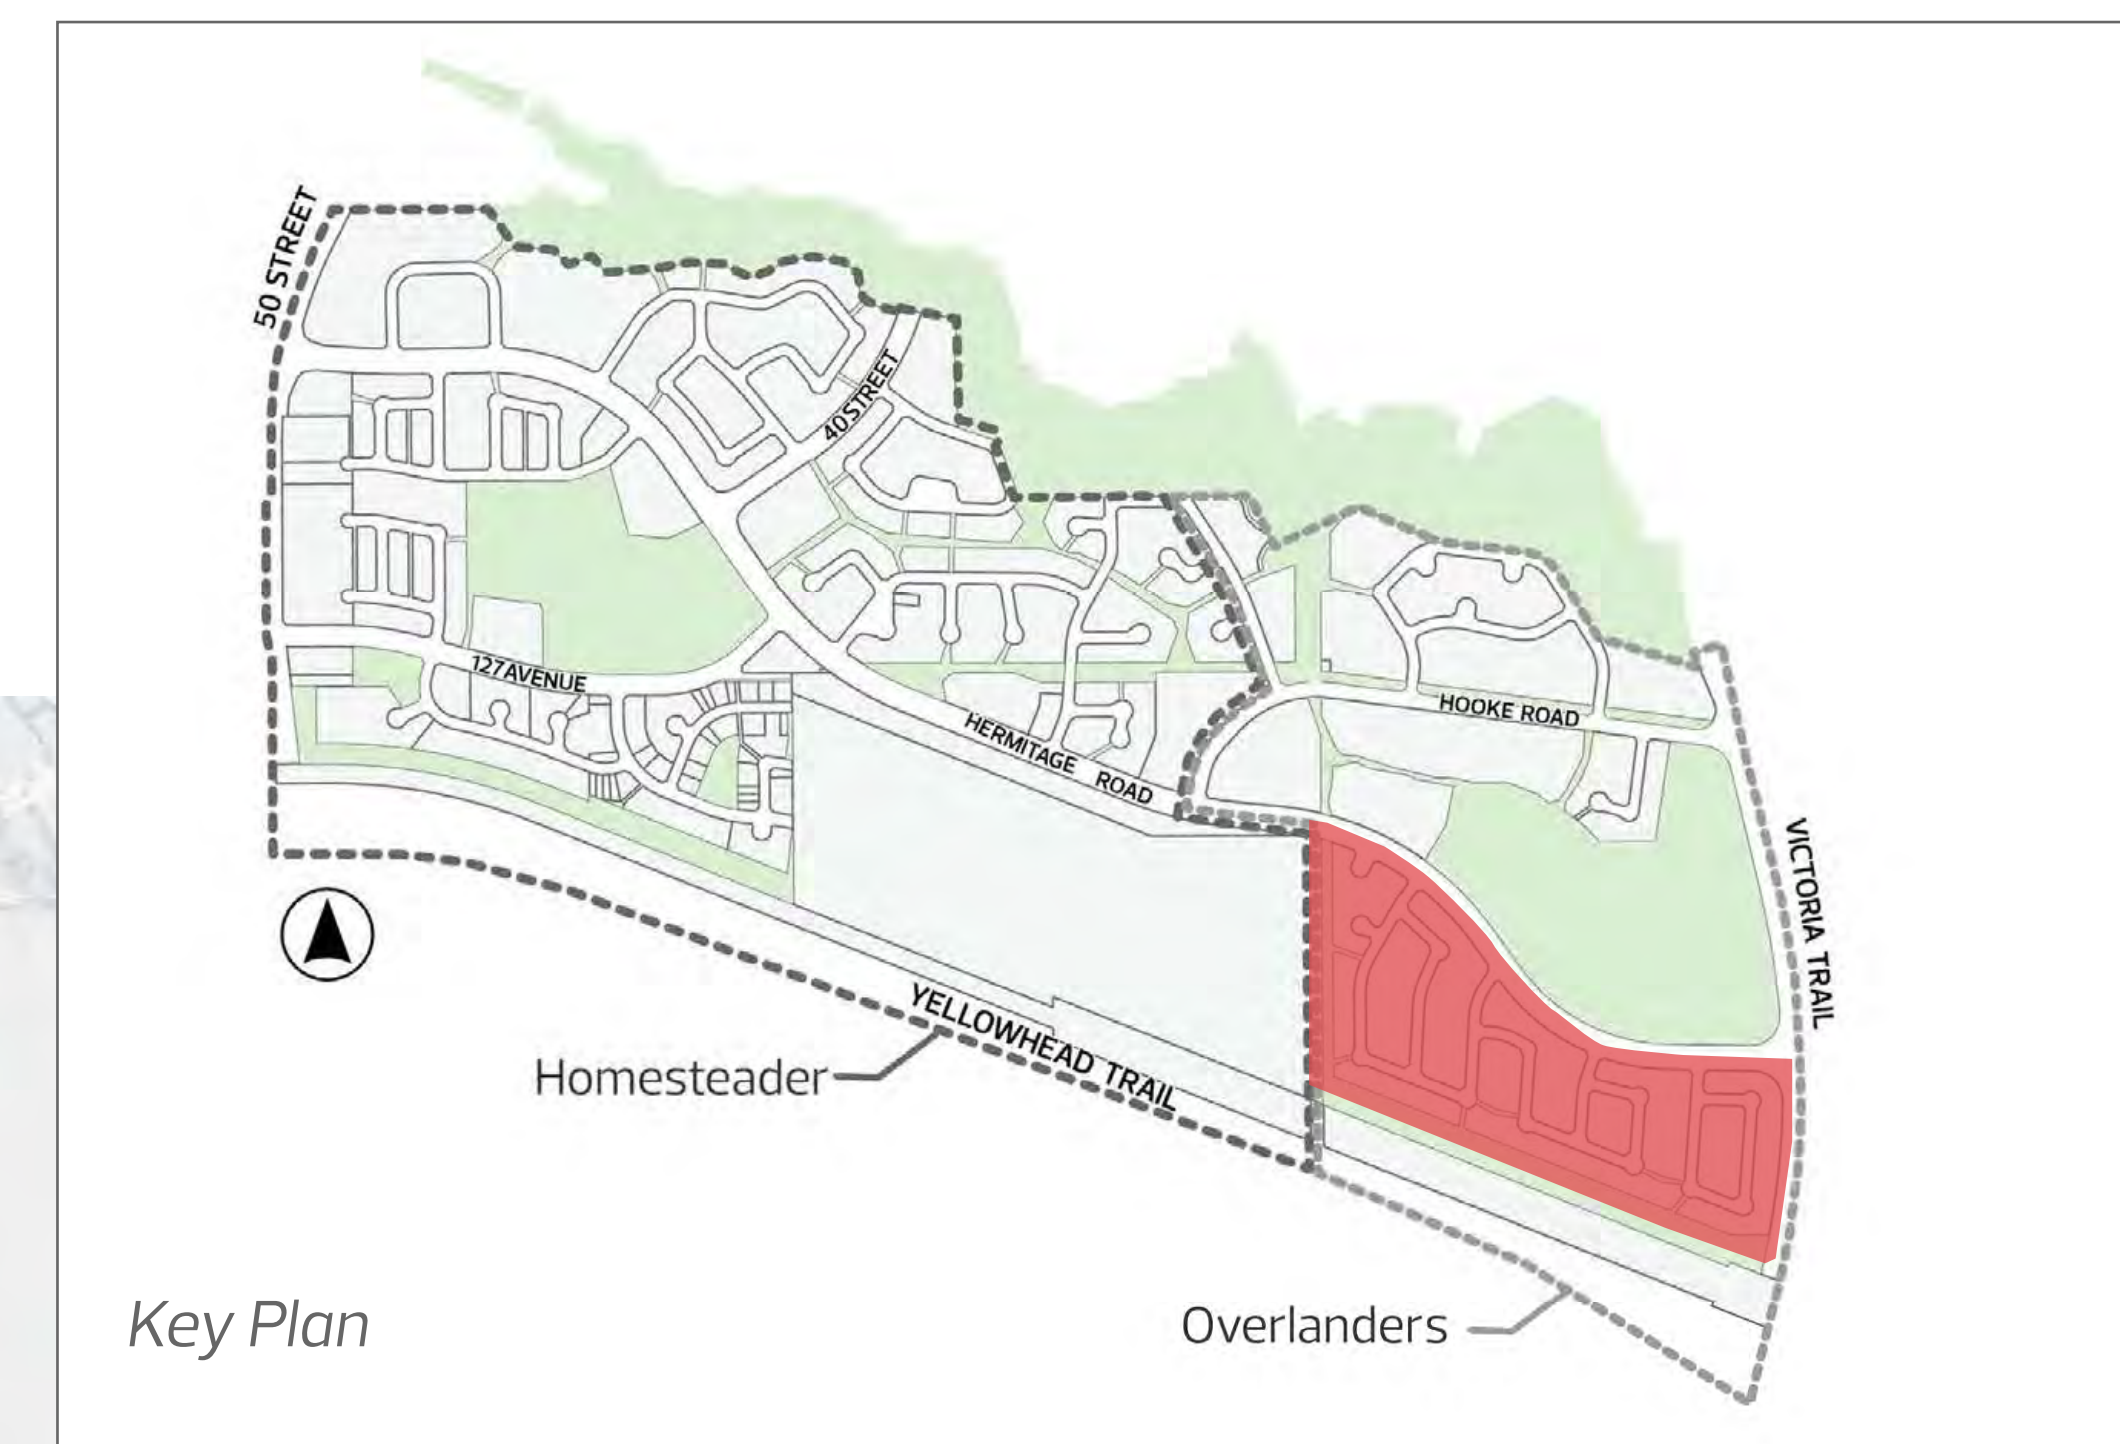 50 STREET
40 STREET
127 AVENUE
HERMITAGE ROAD
HOOKE ROAD
VICTORIA TRAIL
YELLOWHEAD TRAIL
Homesteader
Overlanders
Key Plan